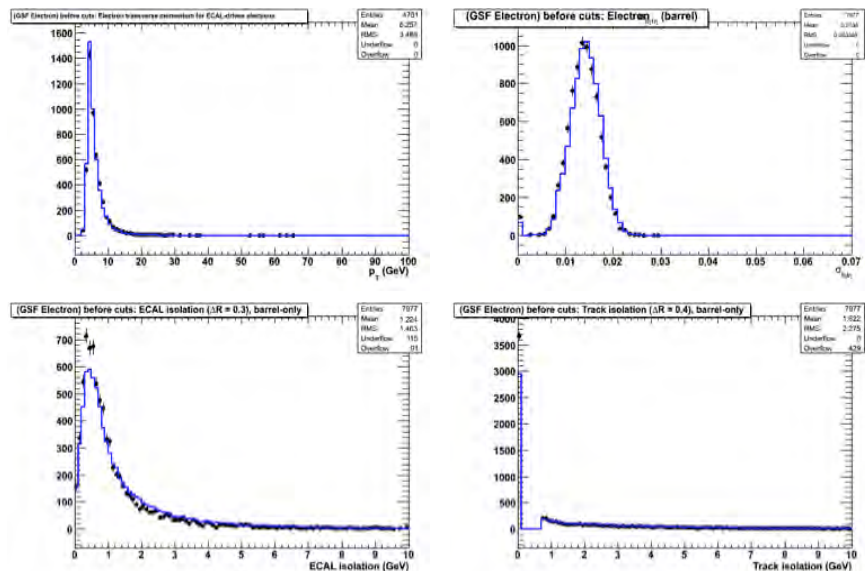 (GSF Electron) before cuts: Electron transverse momentum for ECAL-driven electrons
Entries 4701
Mean 6.251
RMS: 3.488
Underflow: 0
Overflow: 0
1600
1400
1200
1000
800
600
400
200
0
0 10 20 30 40 50 60 70 80 90 100
p_T (GeV)
(GSF Electron) before cuts: Electron (barrel)
Entries 7977
Mean
RMS:
Underflow
Overflow
1000
800
600
400
200
0
0 0.01 0.02 0.03 0.04 0.05 0.06 0.07
(GSF Electron) before cuts: ECAL isolation (ΔR = 0.3), barrel-only
Entries: 7977
Mean 1.224
RMS:
Underflow: 115
Overflow: 91
700
600
500
400
300
200
100
0
0 1 2 3 4 5 6 7 8 9 10
ECAL isolation (GeV)
(GSF Electron) before cuts: Track isolation (ΔR = 0.4), barrel-only
Entries: 7977
Mean 1.622
RMS: 2.275
Underflow: 0
Overflow: 429
4000
3500
3000
2500
2000
1500
1000
500
0
0 1 2 3 4 5 6 7 8 9 10
Track isolation (GeV)